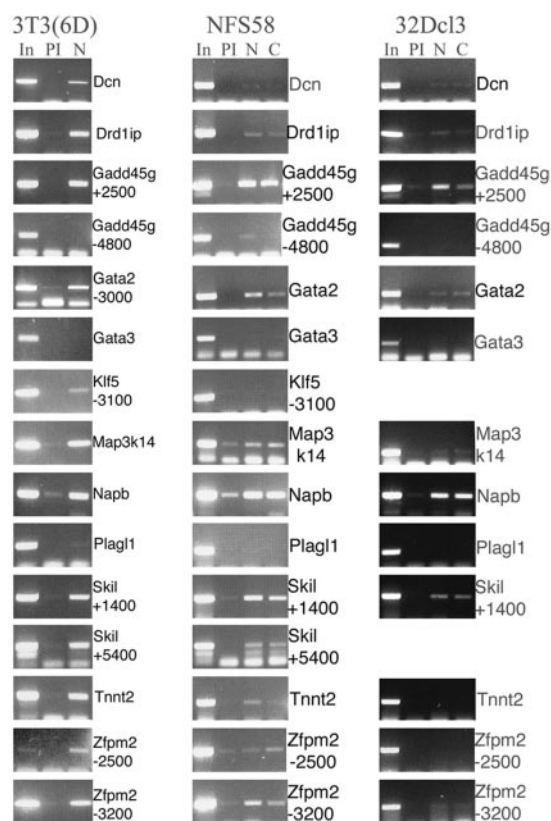 3T3(6D) NFS58 32Dcl3
In PI N In PI N C In PI N C
Dcn Dcn Dcn
Drd1ip Drd1ip Drd1ip
Gadd45g Gadd45g Gadd45g
+2500 +2500 +2500
Gadd45g Gadd45g Gadd45g
-4800 -4800 -4800
Gata2 Gata2 Gata2
-3000
Gata3 Gata3 Gata3
Klf5 Klf5
-3100 -3100
Map3k14 Map3 Map3
k14 k14
Napb Napb Napb
Plagl1 Plagl1 Plagl1
Skil Skil Skil
+1400 +1400 +1400
Skil Skil
+5400 +5400
Tnnt2 Tnnt2 Tnnt2
Zfpm2 Zfpm2 Zfpm2
-2500 -2500 -2500
Zfpm2 Zfpm2 Zfpm2
-3200 -3200 -3200